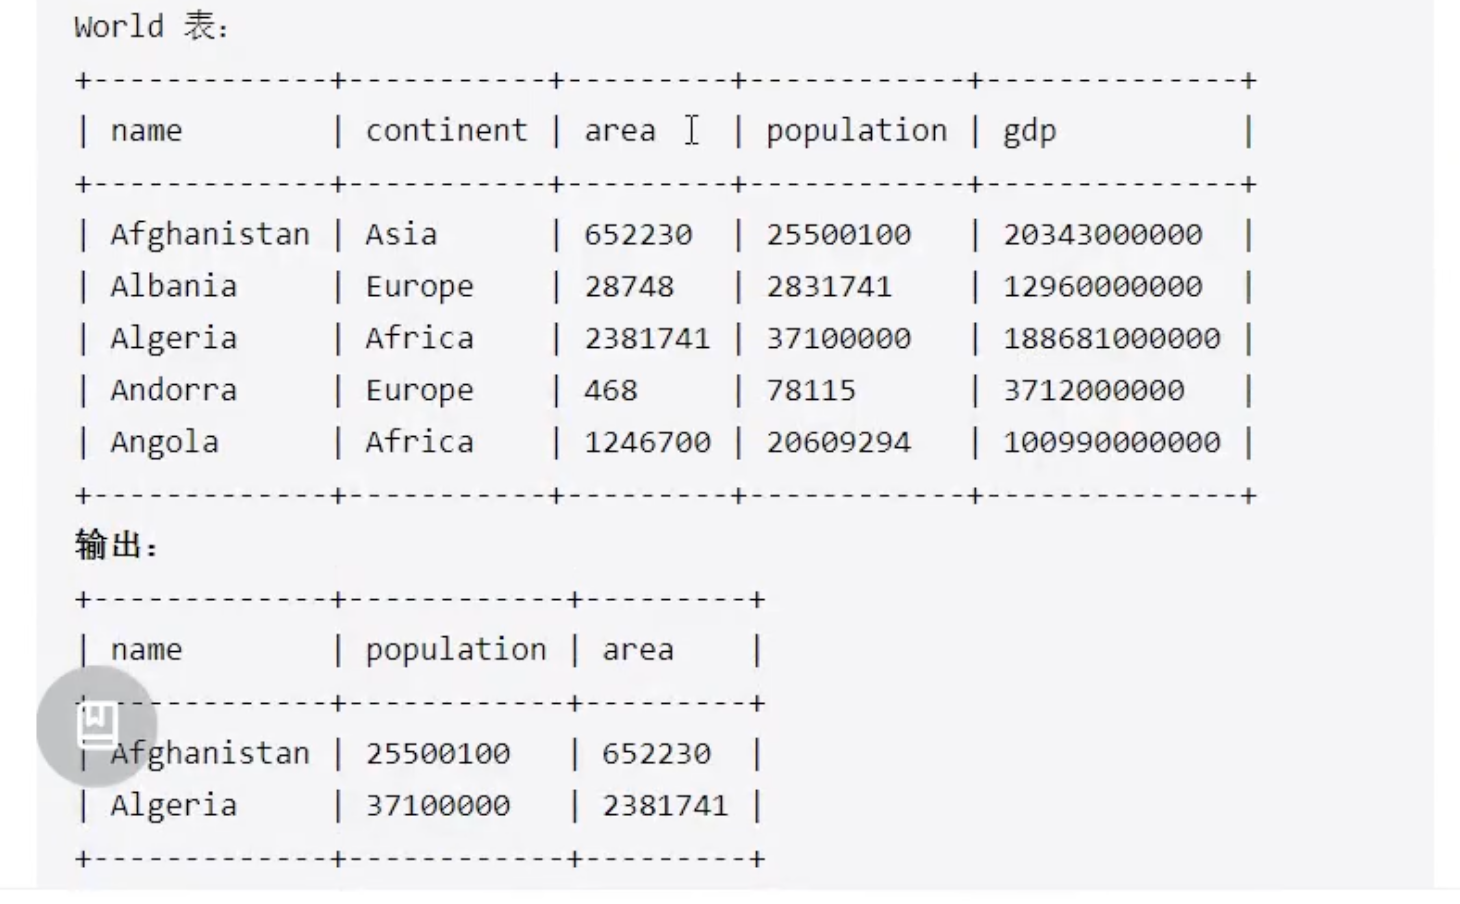 World 表:
+-------------+-----------+---------+------------+--------------+
| name        | continent | area    | population | gdp          |
+-------------+-----------+---------+------------+--------------+
| Afghanistan | Asia      | 652230  | 25500100   | 20343000000  |
| Albania     | Europe    | 28748   | 2831741    | 12960000000  |
| Algeria     | Africa    | 2381741 | 37100000   | 188681000000 |
| Andorra     | Europe    | 468     | 78115      | 3712000000   |
| Angola      | Africa    | 1246700 | 20609294   | 100990000000 |
+-------------+-----------+---------+------------+--------------+
输出:
+-------------+------------+---------+
| name        | population | area    |
+-------------+------------+---------+
| Afghanistan | 25500100   | 652230  |
| Algeria     | 37100000   | 2381741 |
+-------------+------------+---------+